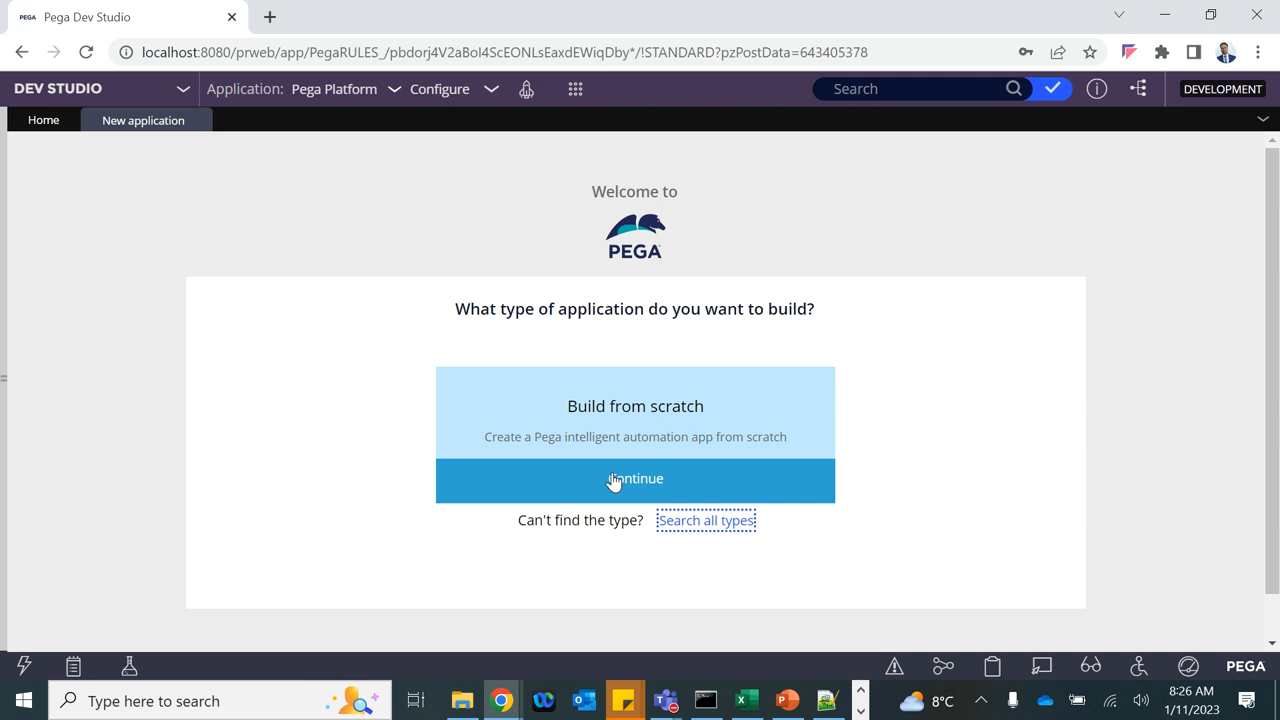 PEGA Pega Dev Studio
localhost:8080/prweb/app/PegaRULES_/pbdorj4V2aBoI4ScEONLsEaxdEWiqDby*/!STANDARD?pzPostData=643405378
DEV STUDIO Application: Pega Platform Configure Search DEVELOPMENT
Home New application
Welcome to
PEGA
What type of application do you want to build?
Build from scratch
Create a Pega intelligent automation app from scratch
Continue
Can't find the type? Search all types
PEGA
Type here to search 8°C 8:26 AM
1/11/2023